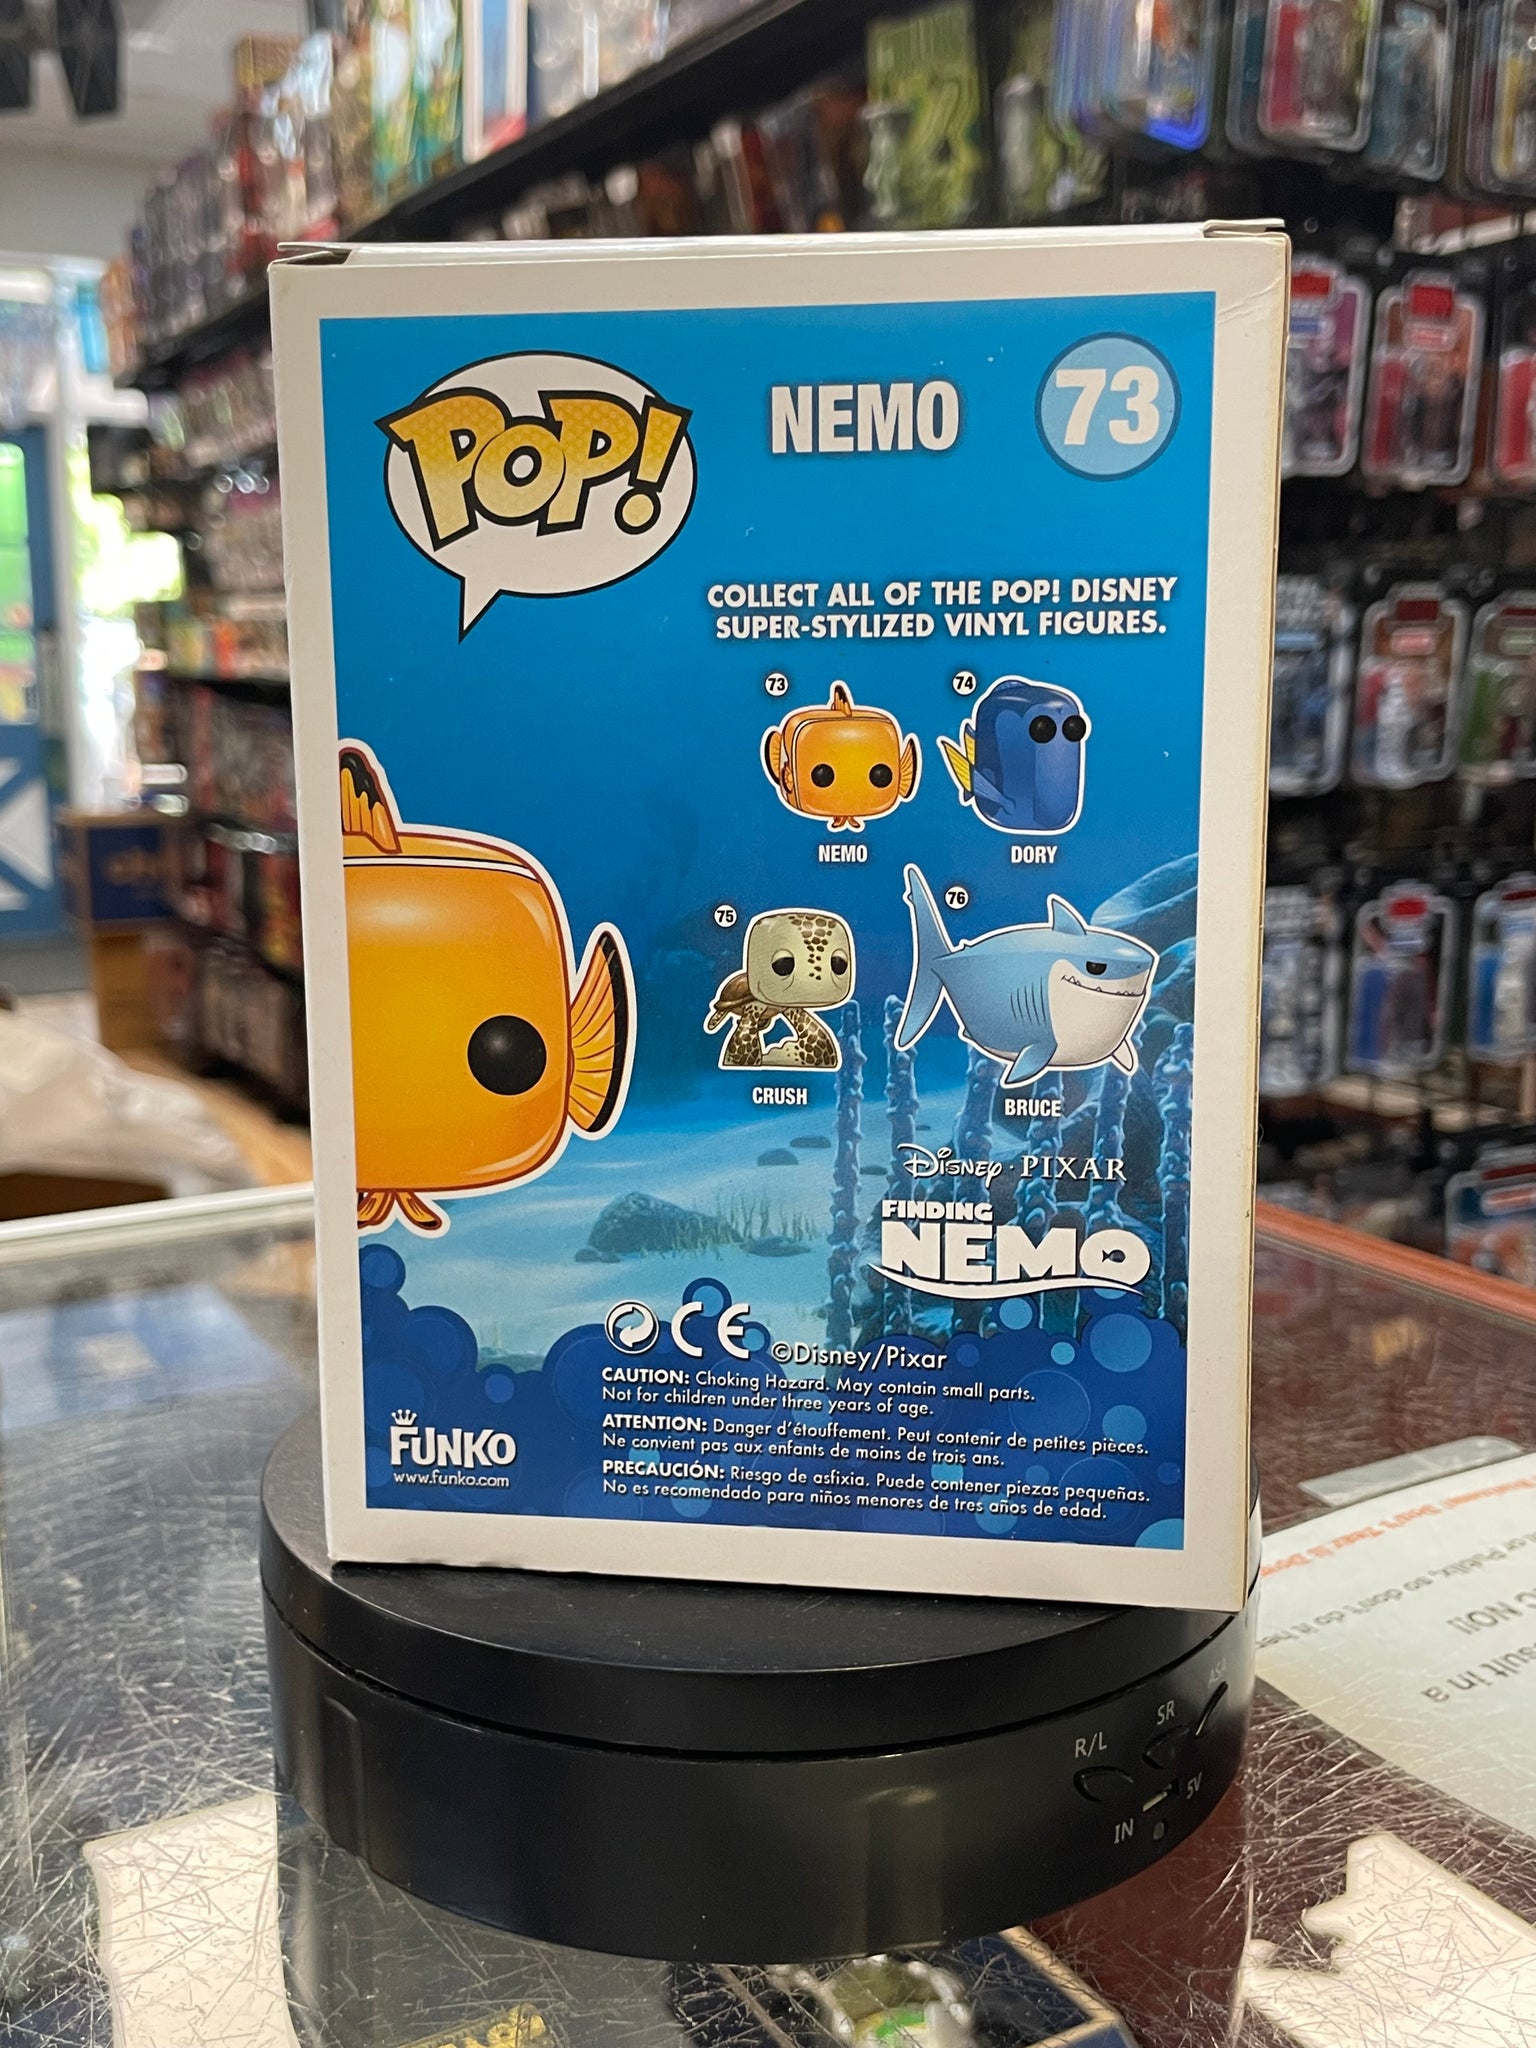 POP!
NEMO
73
COLLECT ALL OF THE POP! DISNEY
SUPER-STYLIZED VINYL FIGURES.
73
74
NEMO
DORY
75
76
CRUSH
BRUCE
Disney · PIXAR
FINDING
NEMO
CE
©Disney/Pixar
CAUTION: Choking Hazard. May contain small parts.
Not for children under three years of age.
ATTENTION: Danger d'étouffement. Peut contenir de petites pièces.
Ne convient pas aux enfants de moins de trois ans.
PRECAUCIÓN: Riesgo de asfixia. Puede contener piezas pequeñas.
No es recomendado para niños menores de tres años de edad.
FUNKO
www.funko.com
R/L
SR
IN
5V
NO!!